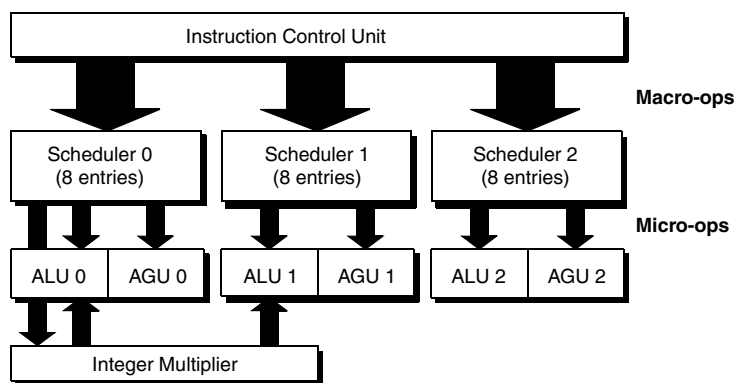 Instruction Control Unit
Macro-ops
Scheduler 0
(8 entries)
Scheduler 1
(8 entries)
Scheduler 2
(8 entries)
Micro-ops
ALU 0
AGU 0
ALU 1
AGU 1
ALU 2
AGU 2
Integer Multiplier